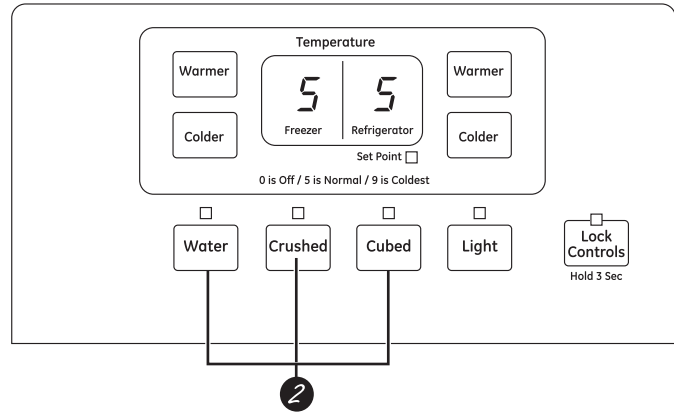 Temperature
Warmer
Warmer
5 5
Freezer Refrigerator
Colder
Colder
Set Point
0 is Off / 5 is Normal / 9 is Coldest
Water Crushed Cubed Light
Lock
Controls
Hold 3 Sec
2